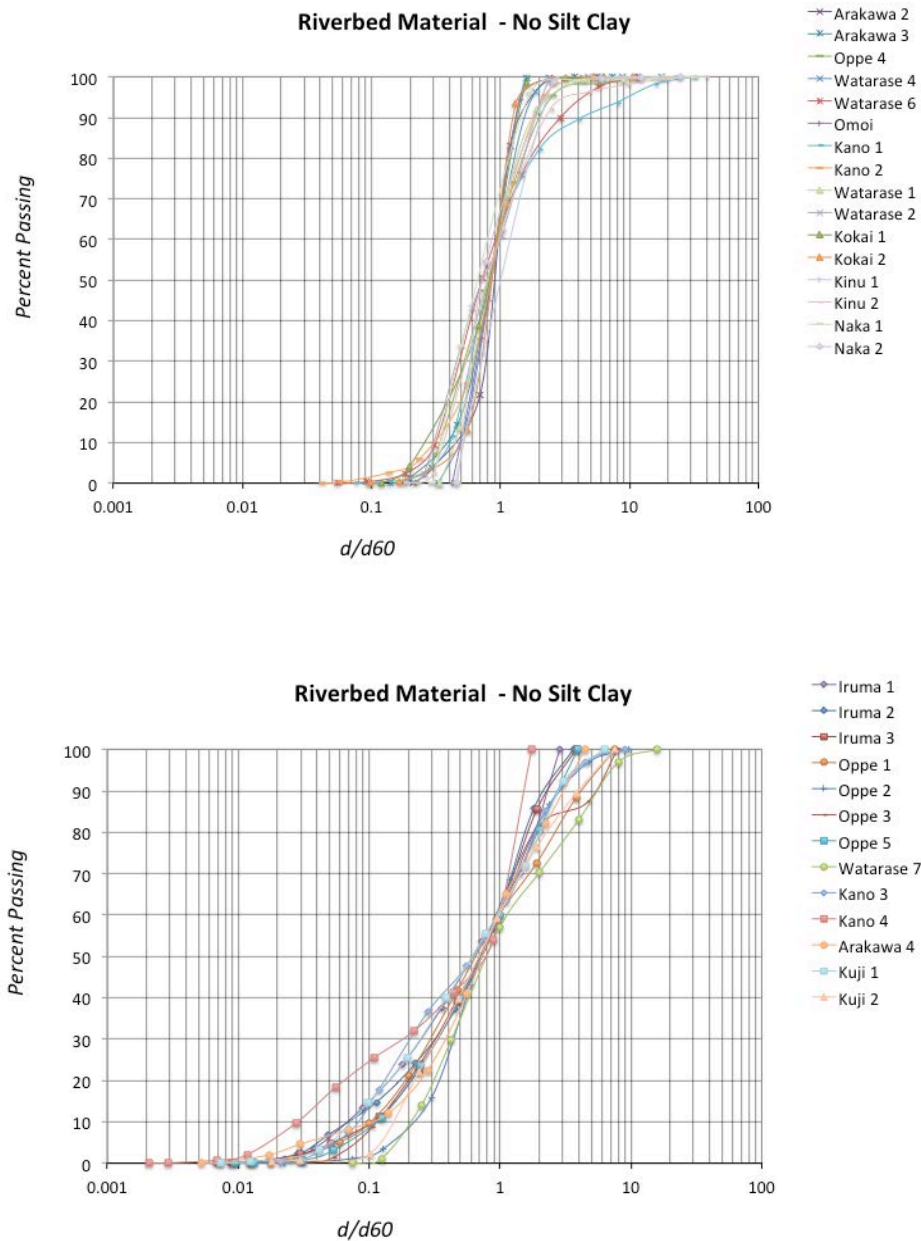 Riverbed Material - No Silt Clay
Percent Passing
100
90
80
70
60
50
40
30
20
10
0
0.001
0.01
0.1
1
10
100
d/d60
Arakawa 2
Arakawa 3
Oppe 4
Watarase 4
Watarase 6
Omoi
Kano 1
Kano 2
Watarase 1
Watarase 2
Kokai 1
Kokai 2
Kinu 1
Kinu 2
Naka 1
Naka 2
Riverbed Material - No Silt Clay
Percent Passing
100
90
80
70
60
50
40
30
20
10
0
0.001
0.01
0.1
1
10
100
d/d60
Iruma 1
Iruma 2
Iruma 3
Oppe 1
Oppe 2
Oppe 3
Oppe 5
Watarase 7
Kano 3
Kano 4
Arakawa 4
Kuji 1
Kuji 2